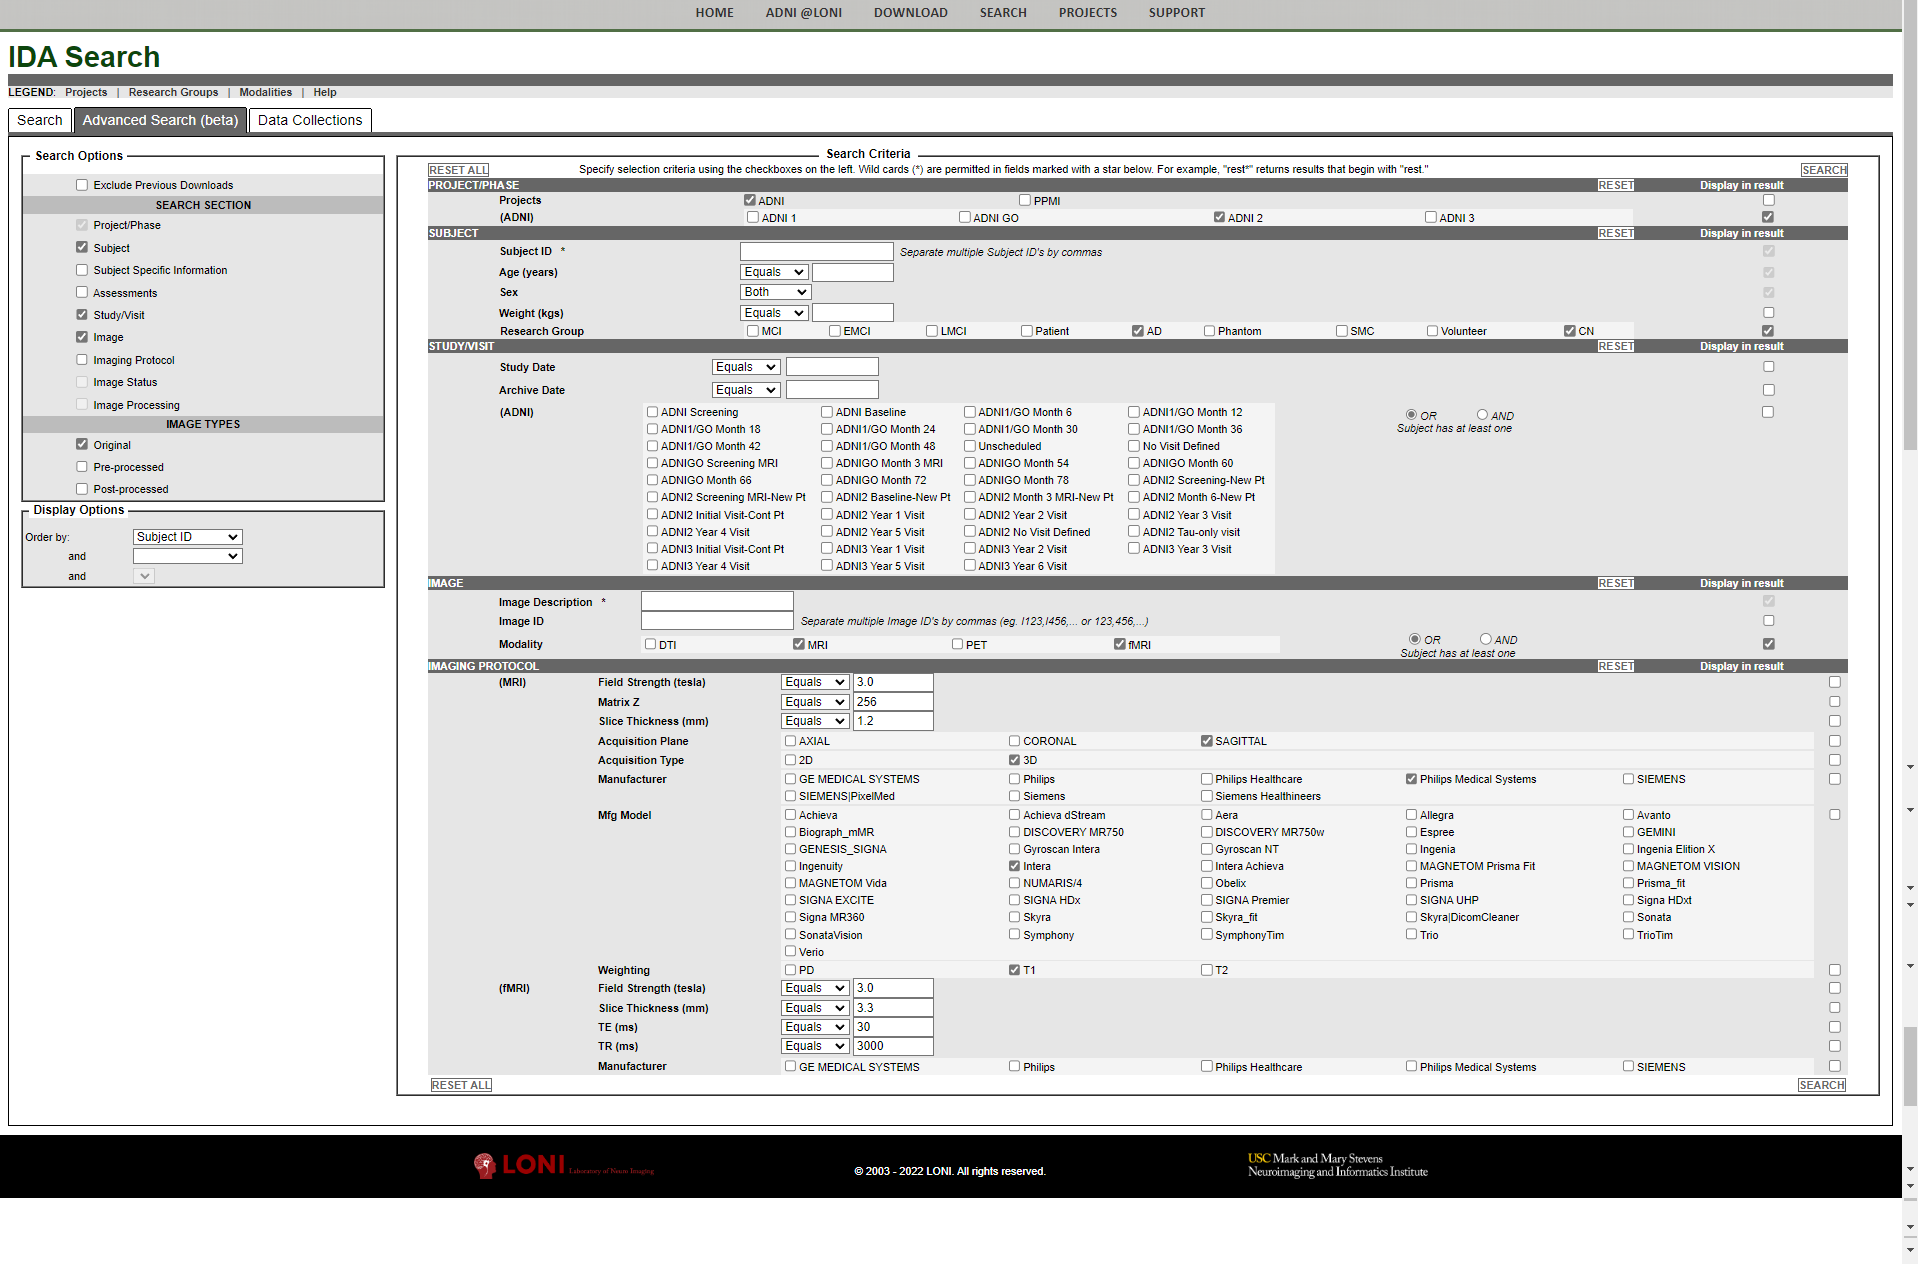 HOME ADNI @LONI DOWNLOAD SEARCH PROJECTS SUPPORT
IDA Search
LEGEND: Projects | Research Groups | Modalities | Help
Search Advanced Search (beta) Data Collections
Search Options
Exclude Previous Downloads
SEARCH SECTION
Project/Phase
Subject
Subject Specific Information
Assessments
Study/Visit
Image
Imaging Protocol
Image Status
Image Processing
IMAGE TYPES
Original
Pre-processed
Post-processed
Display Options
Order by: Subject ID
and
and
Search Criteria
RESET ALL Specify selection criteria using the checkboxes on the left. Wild cards (*) are permitted in fields marked with a star below. For example, "rest*" returns results that begin with "rest." SEARCH
PROJECT/PHASE RESET Display in result
Projects ADNI PPMI
(ADNI) ADNI 1 ADNI GO ADNI 2 ADNI 3
SUBJECT RESET Display in result
Subject ID * Separate multiple Subject ID's by commas
Age (years) Equals
Sex Both
Weight (kgs) Equals
Research Group MCI EMCI LMCI Patient AD Phantom SMC Volunteer CN
STUDY/VISIT RESET Display in result
Study Date Equals
Archive Date Equals
(ADNI) ADNI Screening ADNI Baseline ADNI1/GO Month 6 ADNI1/GO Month 12 OR AND
ADNI1/GO Month 18 ADNI1/GO Month 24 ADNI1/GO Month 30 ADNI1/GO Month 36 Subject has at least one
ADNI1/GO Month 42 ADNI1/GO Month 48 Unscheduled No Visit Defined
ADNIGO Screening MRI ADNIGO Month 3 MRI ADNIGO Month 54 ADNIGO Month 60
ADNIGO Month 66 ADNIGO Month 72 ADNIGO Month 78 ADNI2 Screening-New Pt
ADNI2 Screening MRI-New Pt ADNI2 Baseline-New Pt ADNI2 Month 3 MRI-New Pt ADNI2 Month 6-New Pt
ADNI2 Initial Visit-Cont Pt ADNI2 Year 1 Visit ADNI2 Year 2 Visit ADNI2 Year 3 Visit
ADNI2 Year 4 Visit ADNI2 Year 5 Visit ADNI2 No Visit Defined ADNI2 Tau-only visit
ADNI3 Initial Visit-Cont Pt ADNI3 Year 1 Visit ADNI3 Year 2 Visit ADNI3 Year 3 Visit
ADNI3 Year 4 Visit ADNI3 Year 5 Visit ADNI3 Year 6 Visit
IMAGE RESET Display in result
Image Description *
Image ID Separate multiple Image ID's by commas (eg. I123,I456,... or 123,456,...)
Modality DTI MRI PET fMRI OR AND
Subject has at least one
IMAGING PROTOCOL RESET Display in result
(MRI) Field Strength (tesla) Equals 3.0
Matrix Z Equals 256
Slice Thickness (mm) Equals 1.2
Acquisition Plane AXIAL CORONAL SAGITTAL
Acquisition Type 2D 3D
Manufacturer GE MEDICAL SYSTEMS Philips Philips Healthcare Philips Medical Systems SIEMENS
SIEMENS|PixelMed Siemens Siemens Healthineers
Mfg Model Achieva Achieva dStream Aera Allegra Avanto
Biograph_mMR DISCOVERY MR750 DISCOVERY MR750w Espree GEMINI
GENESIS_SIGNA Gyroscan Intera Gyroscan NT Ingenia Ingenia Elition X
Ingenuity Intera Intera Achieva MAGNETOM Prisma Fit MAGNETOM VISION
MAGNETOM Vida NUMARIS/4 Obelix Prisma Prisma_fit
SIGNA EXCITE SIGNA HDx SIGNA Premier SIGNA UHP Signa HDxt
Signa MR360 Skyra Skyra_fit Skyra|DicomCleaner Sonata
SonataVision Symphony SymphonyTim Trio TrioTim
Verio
Weighting PD T1 T2
(fMRI) Field Strength (tesla) Equals 3.0
Slice Thickness (mm) Equals 3.3
TE (ms) Equals 30
TR (ms) Equals 3000
Manufacturer GE MEDICAL SYSTEMS Philips Philips Healthcare Philips Medical Systems SIEMENS
RESET ALL SEARCH
LONI Laboratory of Neuro Imaging
© 2003 - 2022 LONI. All rights reserved.
USC Mark and Mary Stevens
Neuroimaging and Informatics Institute